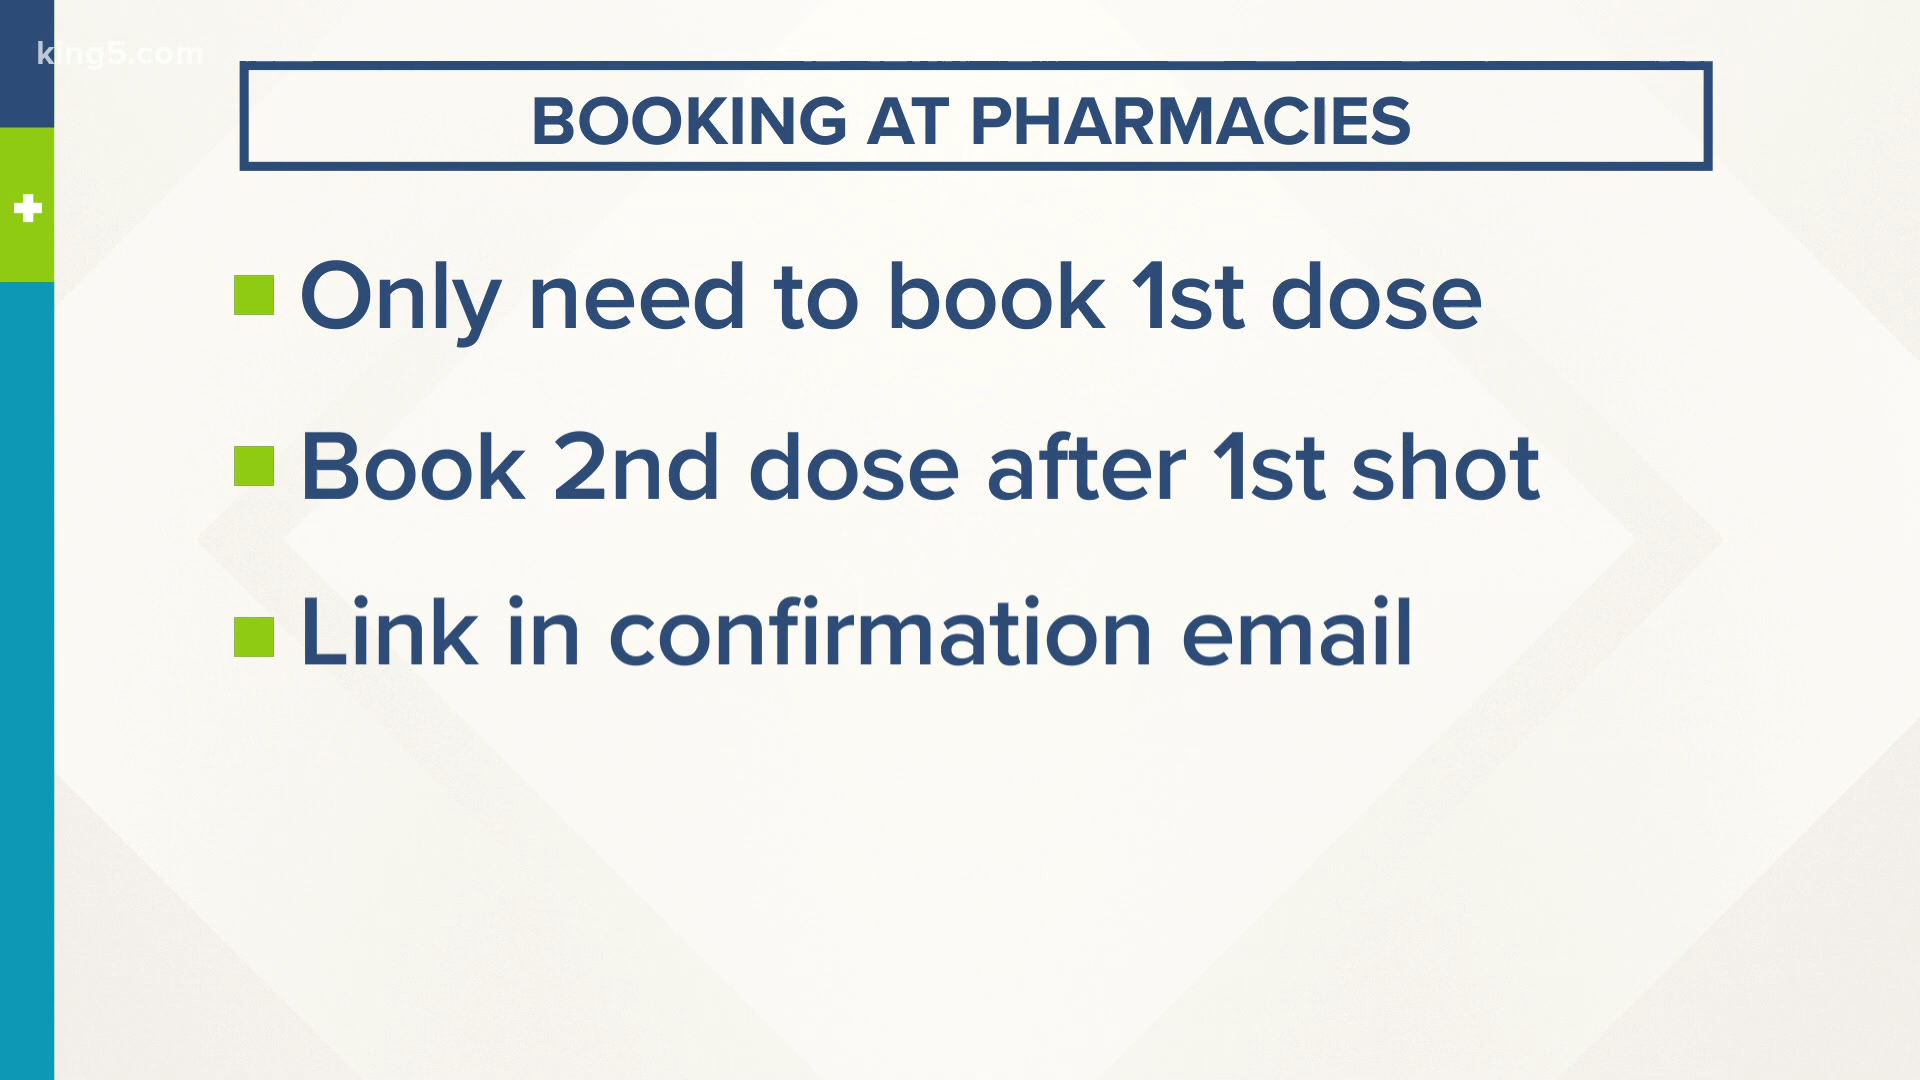 king5.com
BOOKING AT PHARMACIES
Only need to book 1st dose
Book 2nd dose after 1st shot
Link in confirmation email